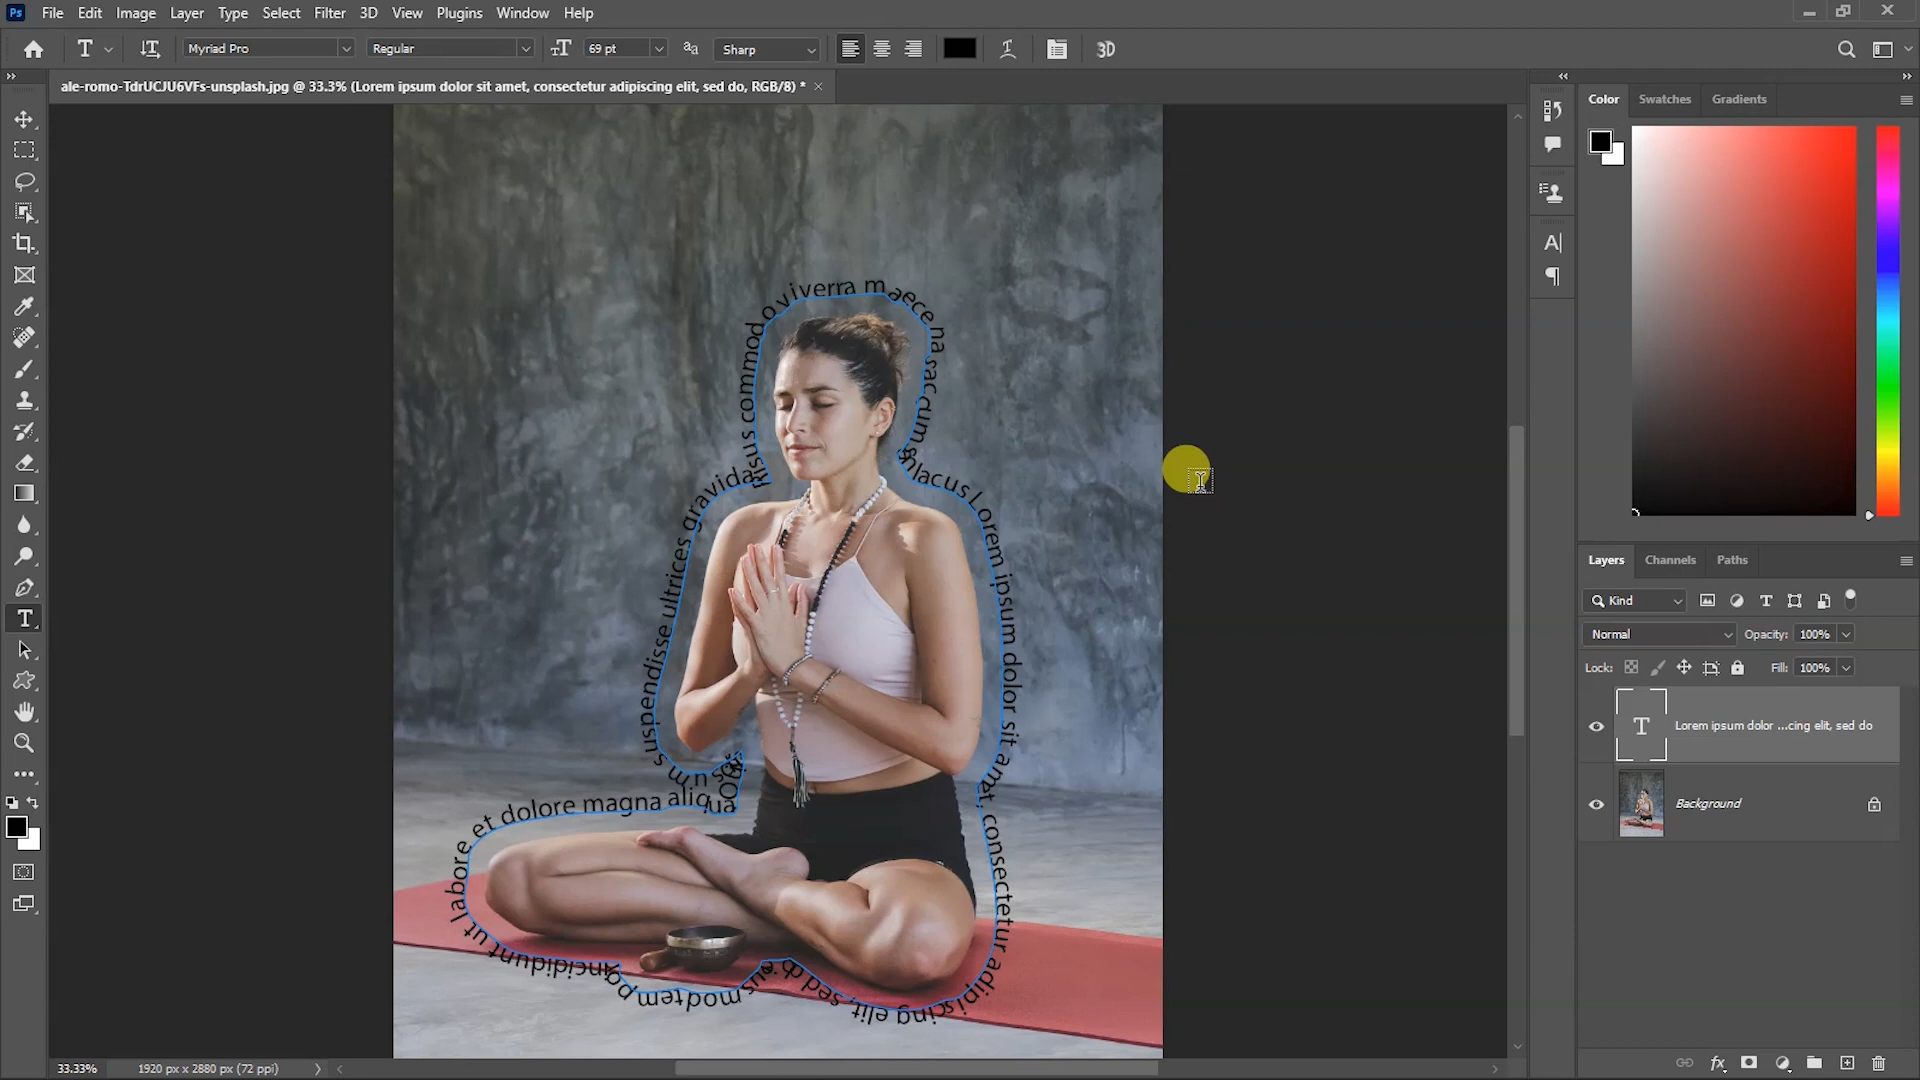 Ps File Edit Image Layer Type Select Filter 3D View Plugins Window Help
T Myriad Pro Regular 69 pt aa Sharp 3D
ale-romo-TdrUCJU6VFs-unsplash.jpg @ 33.3% (Lorem ipsum dolor sit amet, consectetur adipiscing elit, sed do, RGB/8) *
Color Swatches Gradients
Lorem ipsum dolor sit amet consectetur adipiscing elit, sed do eiusmodtem p incididunt ut labore et dolore magna aliqua
suspendisse ultrices gravida risus commodo viverra maecenas accumsan lacus
Layers Channels Paths
Kind
Normal Opacity: 100%
Lock: Fill: 100%
T Lorem ipsum dolor ...cing elit, sed do
Background
33.33% 1920 px x 2880 px (72 ppi)